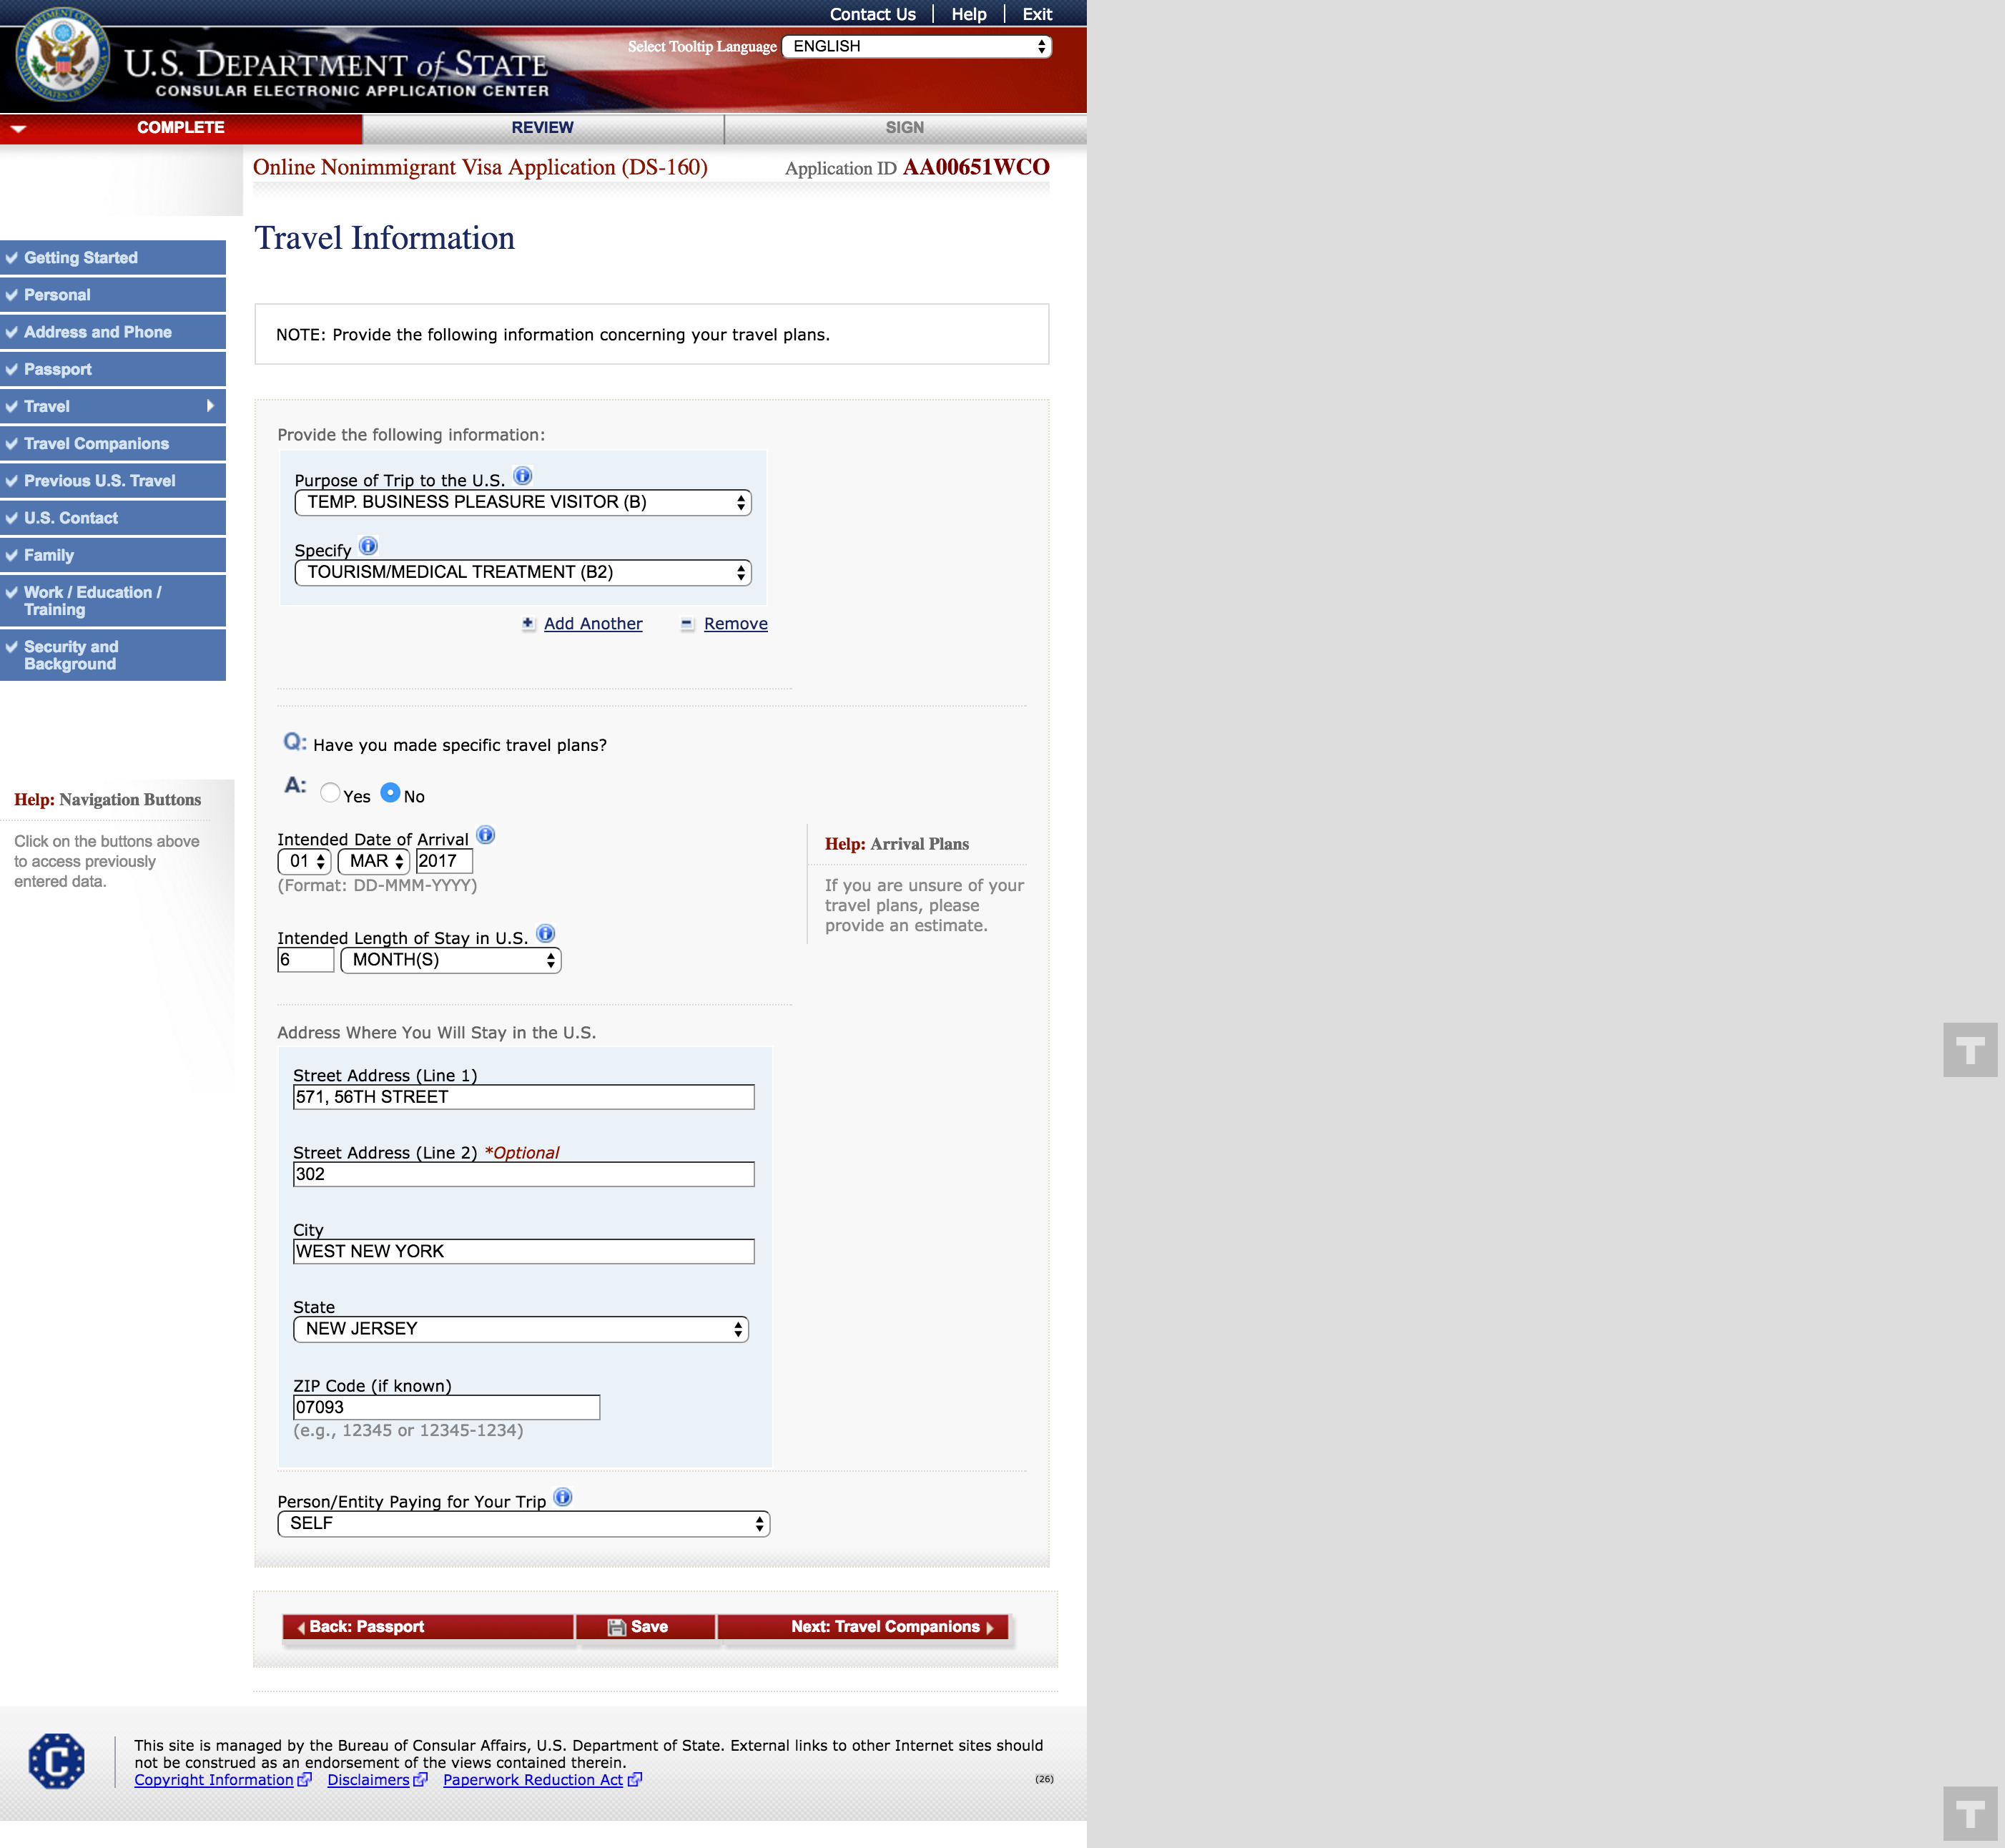 Contact Us Help Exit
Select Tooltip Language ENGLISH
U.S. DEPARTMENT of STATE
CONSULAR ELECTRONIC APPLICATION CENTER
COMPLETE REVIEW SIGN
Online Nonimmigrant Visa Application (DS-160) Application ID AA00651WCO
Travel Information
Getting Started
Personal
Address and Phone
Passport
Travel
Travel Companions
Previous U.S. Travel
U.S. Contact
Family
Work / Education /
Training
Security and
Background
Help: Navigation Buttons
Click on the buttons above
to access previously
entered data.
NOTE: Provide the following information concerning your travel plans.
Provide the following information:
Purpose of Trip to the U.S.
TEMP. BUSINESS PLEASURE VISITOR (B)
Specify
TOURISM/MEDICAL TREATMENT (B2)
Add Another Remove
Q: Have you made specific travel plans?
A: Yes No
Intended Date of Arrival
01 MAR 2017
(Format: DD-MMM-YYYY)
Help: Arrival Plans
If you are unsure of your
travel plans, please
provide an estimate.
Intended Length of Stay in U.S.
6 MONTH(S)
Address Where You Will Stay in the U.S.
Street Address (Line 1)
571, 56TH STREET
Street Address (Line 2) *Optional
302
City
WEST NEW YORK
State
NEW JERSEY
ZIP Code (if known)
07093
(e.g., 12345 or 12345-1234)
Person/Entity Paying for Your Trip
SELF
Back: Passport Save Next: Travel Companions
This site is managed by the Bureau of Consular Affairs, U.S. Department of State. External links to other Internet sites should
not be construed as an endorsement of the views contained therein.
Copyright Information Disclaimers Paperwork Reduction Act (26)
C
T
T